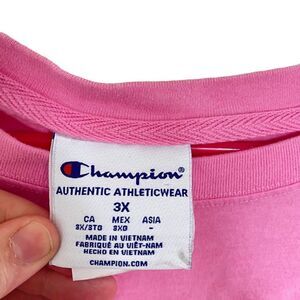 Champion
AUTHENTIC ATHLETICWEAR
3X
CA MEX ASIA
3X/3TG 3XG -
MADE IN VIETNAM
FABRIQUÉ AU VIÊT-NAM
HECHO EN VIETNAM
CHAMPION.COM